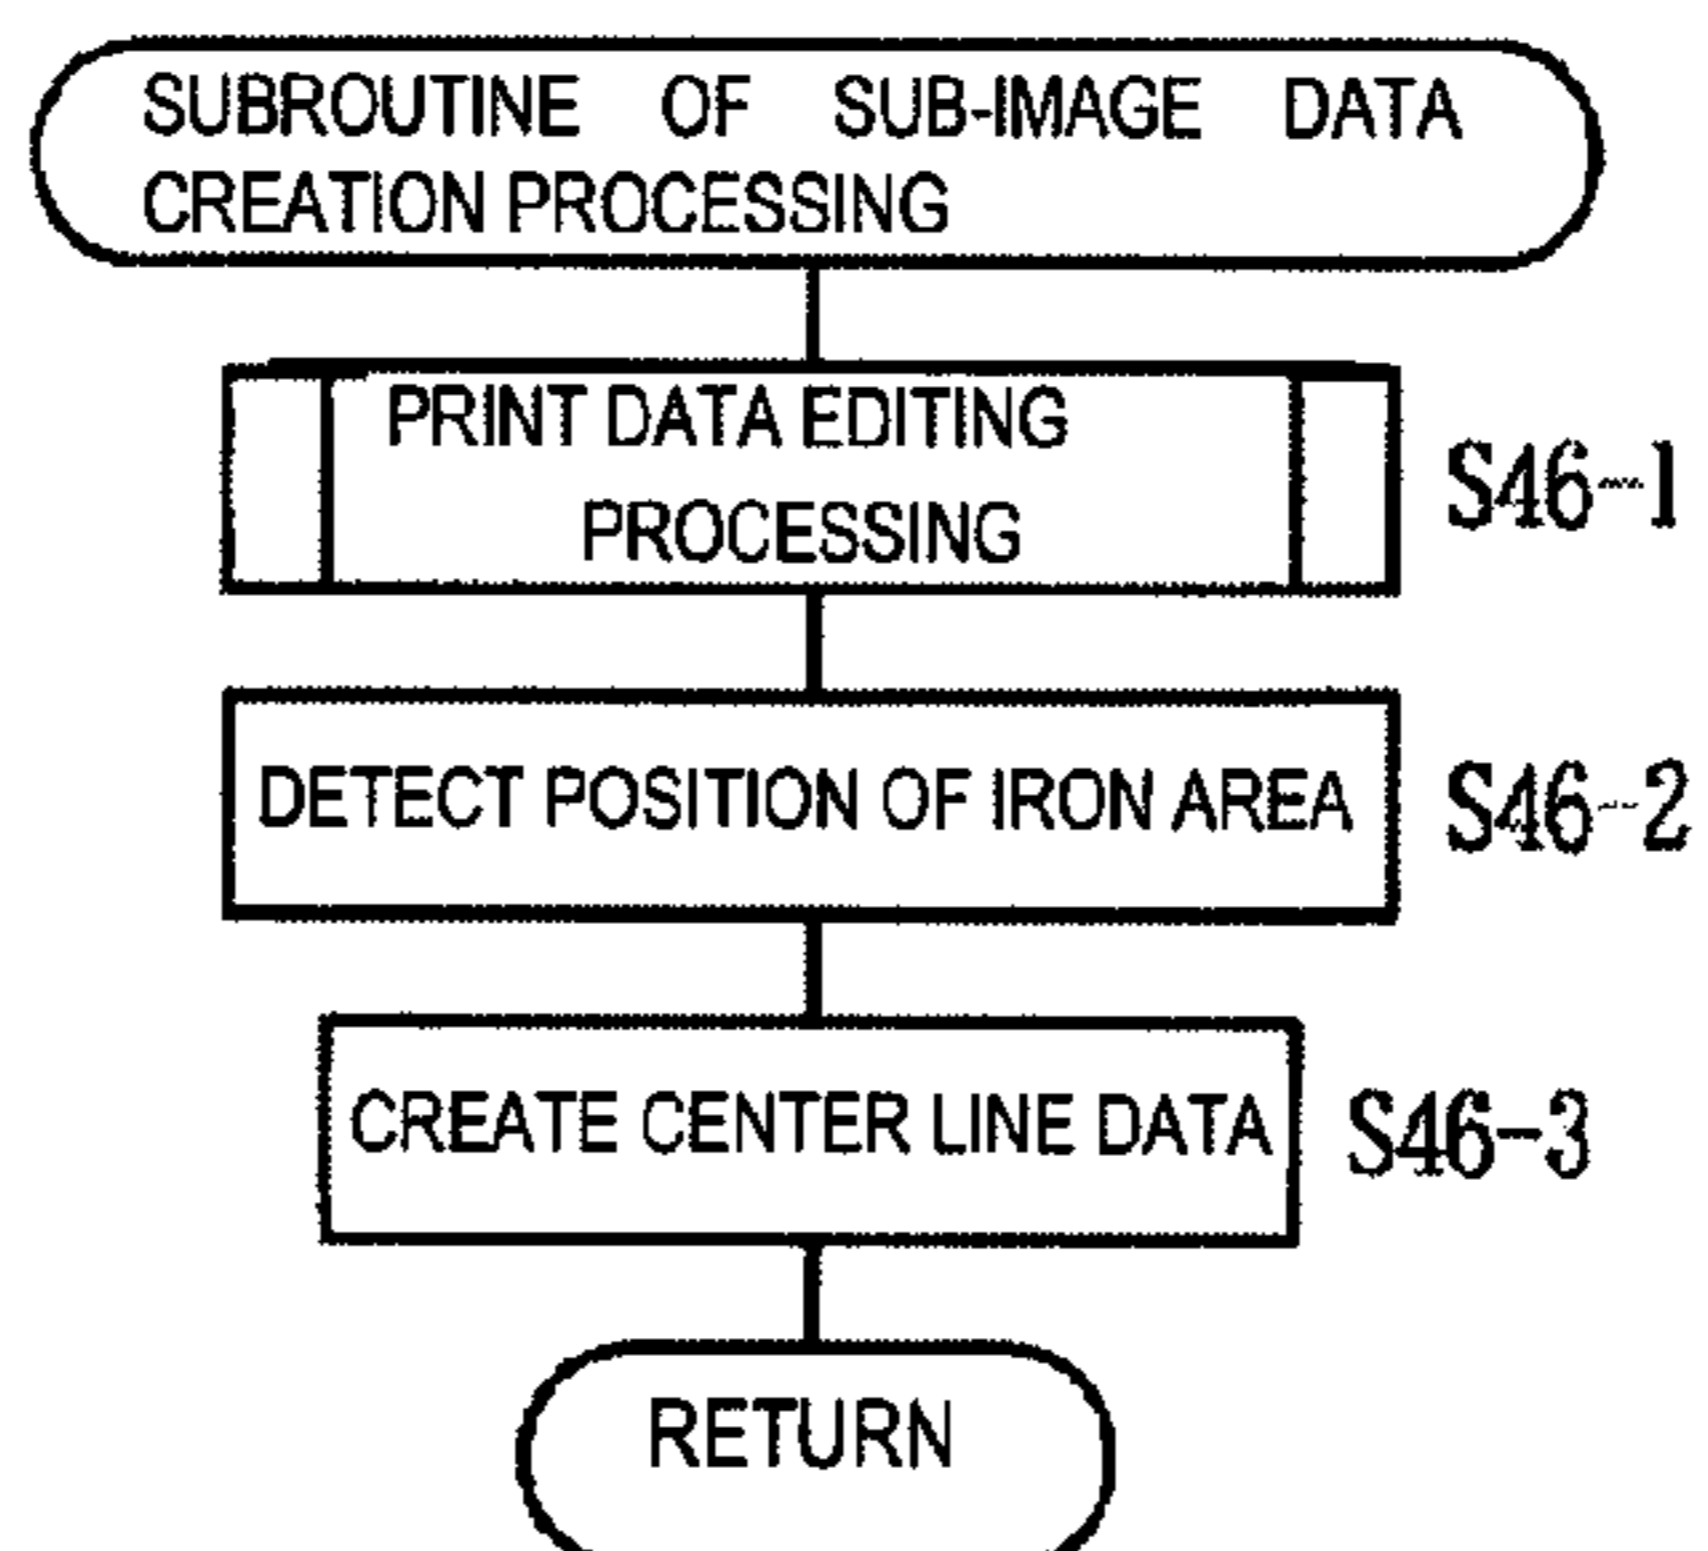 SUBROUTINE OF SUB-IMAGE DATA
CREATION PROCESSING
PRINT DATA EDITING
PROCESSING
S46-1
DETECT POSITION OF IRON AREA
S46-2
CREATE CENTER LINE DATA
S46-3
RETURN